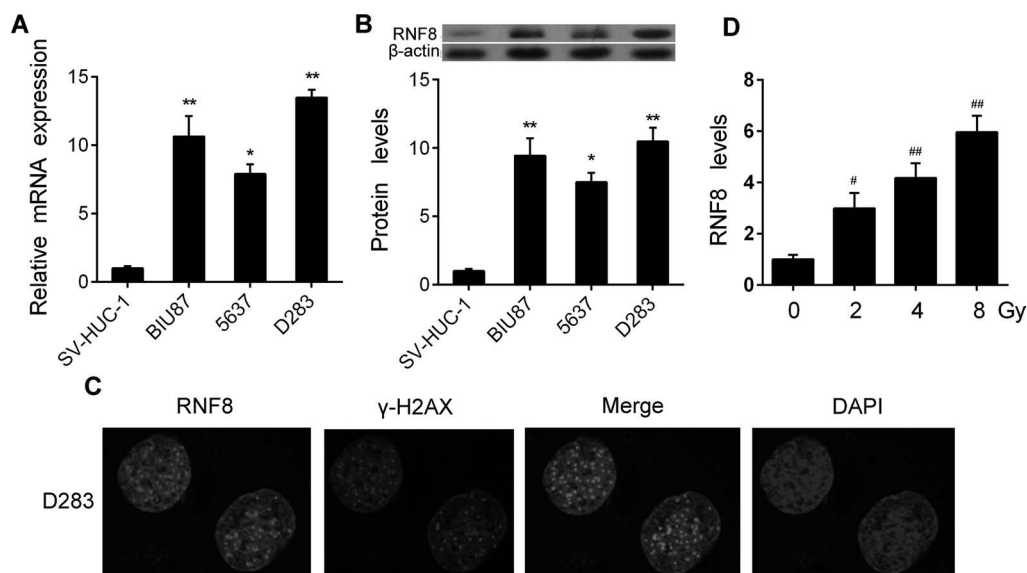 A
Relative mRNA expression
15
10
5
0
**
*
**
SV-HUC-1
BIU87
5637
D283
B
RNF8
β-actin
Protein levels
15
10
5
0
**
*
**
SV-HUC-1
BIU87
5637
D283
D
RNF8 levels
8
6
4
2
0
#
##
##
0 2 4 8 Gy
C
RNF8 γ-H2AX Merge DAPI
D283